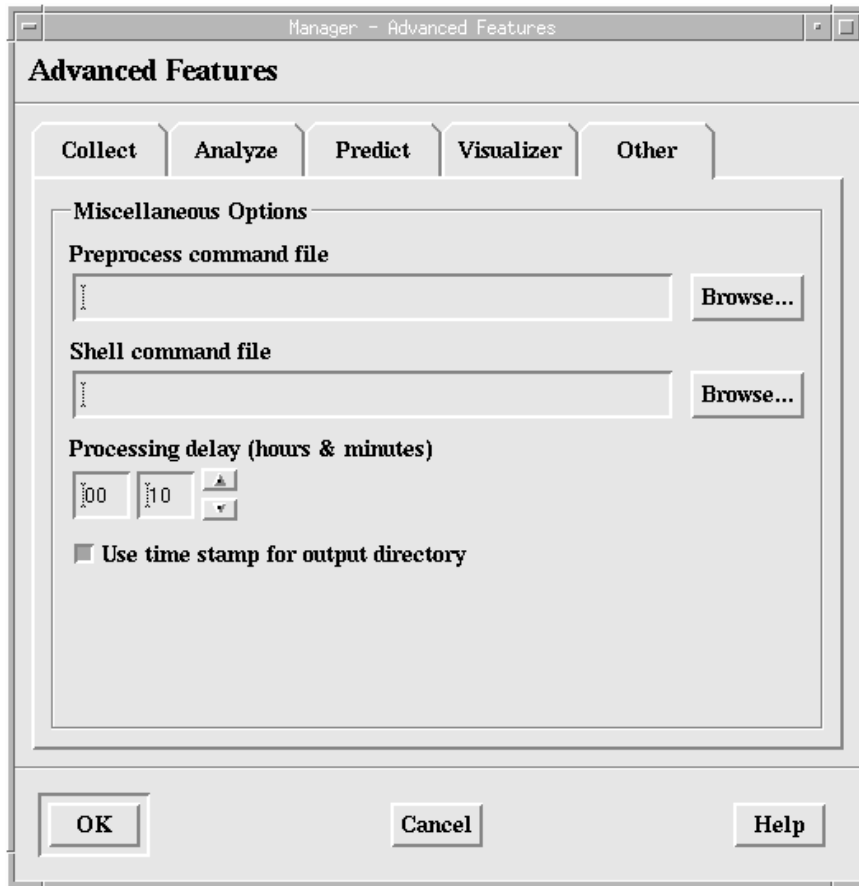 Manager - Advanced Features
Advanced Features
Collect Analyze Predict Visualizer Other
Miscellaneous Options
Preprocess command file
Browse...
Shell command file
Browse...
Processing delay (hours & minutes)
00 10
Use time stamp for output directory
OK Cancel Help